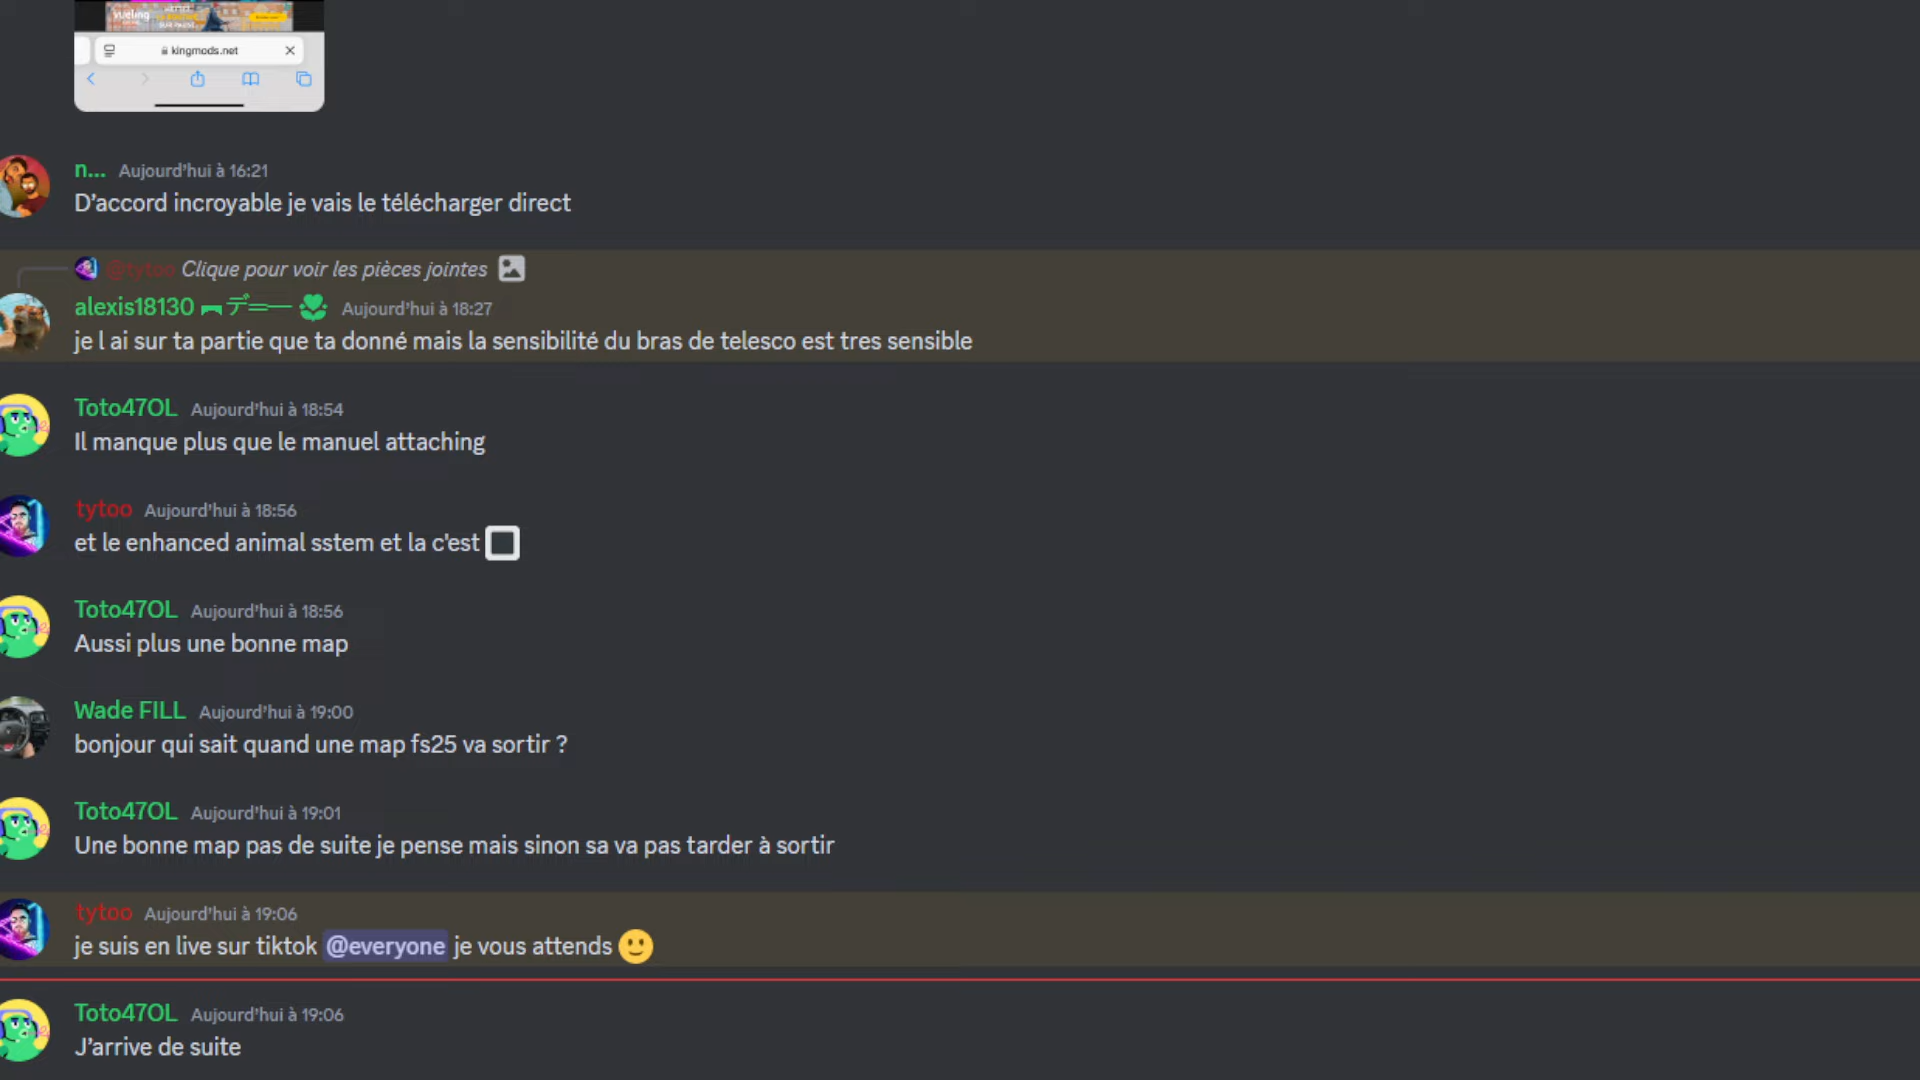 vueling
kingmods.net
n... Aujourd'hui à 16:21
D'accord incroyable je vais le télécharger direct
@tytoo Clique pour voir les pièces jointes
alexis18130 Aujourd'hui à 18:27
je l ai sur ta partie que ta donné mais la sensibilité du bras de telesco est tres sensible
Toto47OL Aujourd'hui à 18:54
Il manque plus que le manuel attaching
tytoo Aujourd'hui à 18:56
et le enhanced animal sstem et la c'est
Toto47OL Aujourd'hui à 18:56
Aussi plus une bonne map
Wade FILL Aujourd'hui à 19:00
bonjour qui sait quand une map fs25 va sortir ?
Toto47OL Aujourd'hui à 19:01
Une bonne map pas de suite je pense mais sinon sa va pas tarder à sortir
tytoo Aujourd'hui à 19:06
je suis en live sur tiktok @everyone je vous attends
Toto47OL Aujourd'hui à 19:06
J'arrive de suite